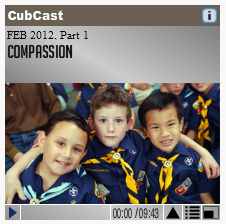 CubCast
i
FEB 2012, Part 1
COMPASSION
00:00 / 09:43